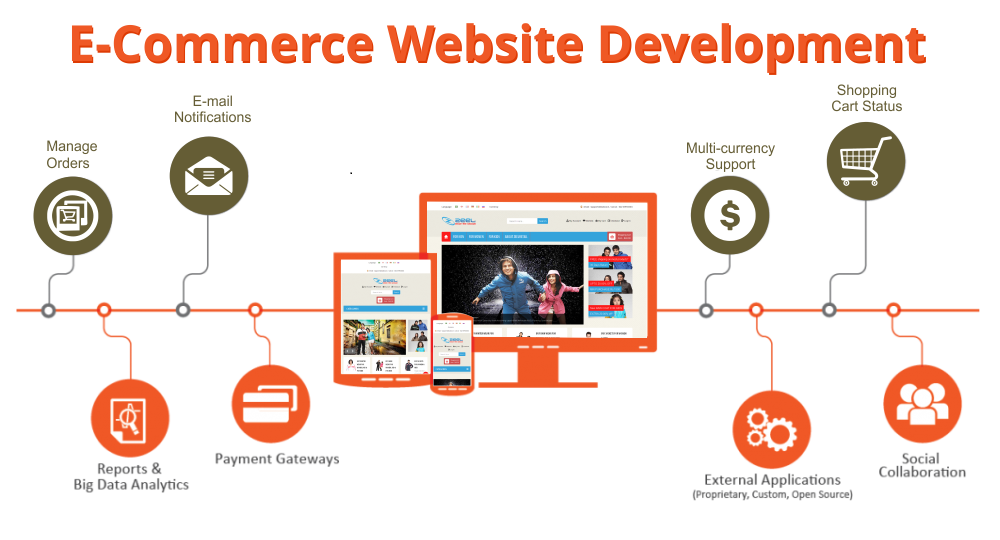 E-Commerce Website Development
Shopping
Cart Status
E-mail
Notifications
Manage
Orders
Multi-currency
Support
Reports &
Big Data Analytics
Payment Gateways
External Applications
(Proprietary, Custom, Open Source)
Social
Collaboration